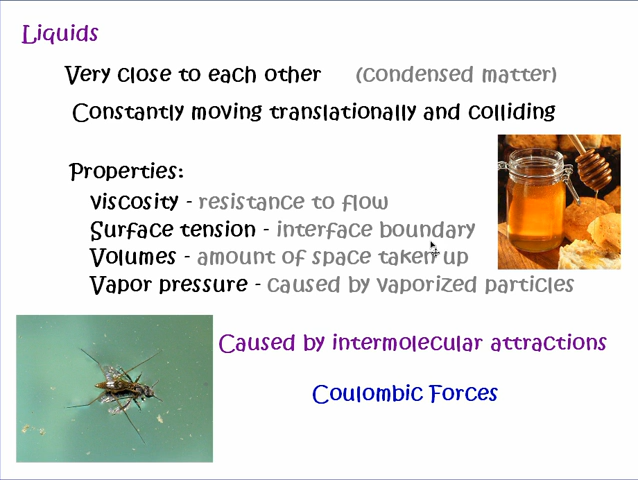 Liquids
Very close to each other (condensed matter)
Constantly moving translationally and colliding
Properties:
viscosity - resistance to flow
Surface tension - interface boundary
Volumes - amount of space taken up
Vapor pressure - caused by vaporized particles
Caused by intermolecular attractions
Coulombic Forces